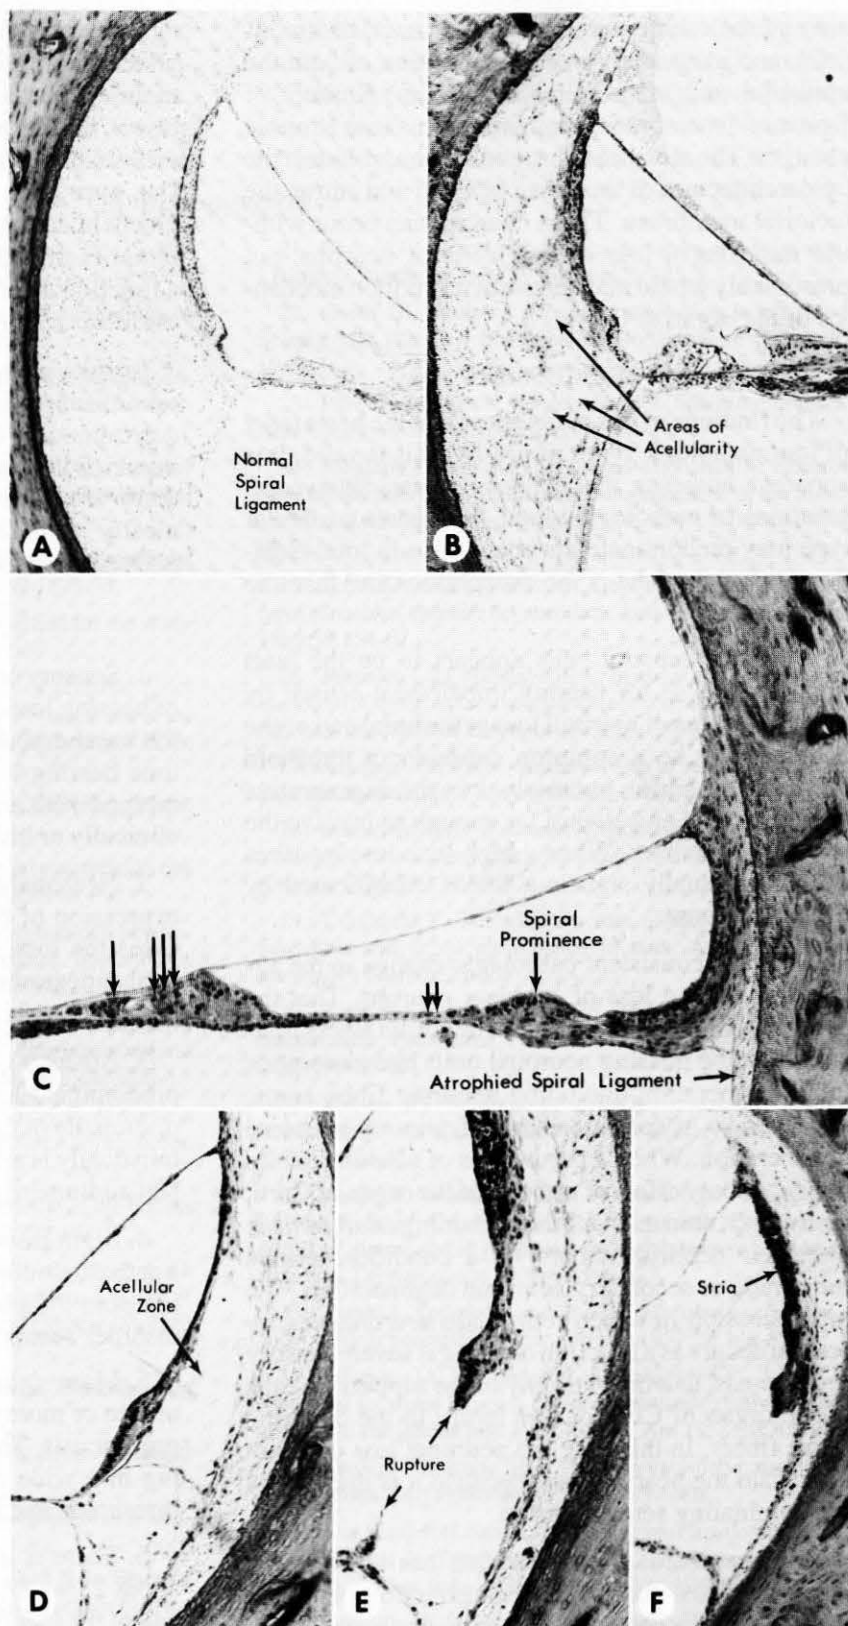 Normal
Spiral
Ligament
A
Areas of
Acellularity
B
Spiral
Prominence
C
Atrophied Spiral Ligament
Acellular
Zone
D
Rupture
E
Stria
F